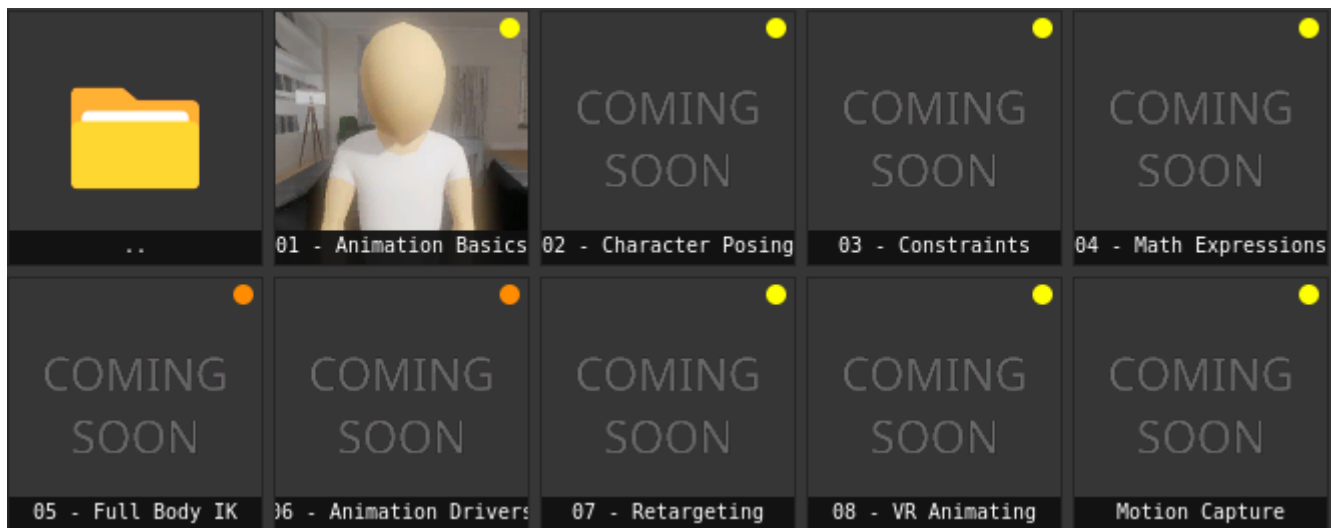 ..
01 - Animation Basics
COMING
SOON
02 - Character Posing
COMING
SOON
03 - Constraints
COMING
SOON
04 - Math Expressions
COMING
SOON
05 - Full Body IK
COMING
SOON
06 - Animation Drivers
COMING
SOON
07 - Retargeting
COMING
SOON
08 - VR Animating
COMING
SOON
Motion Capture